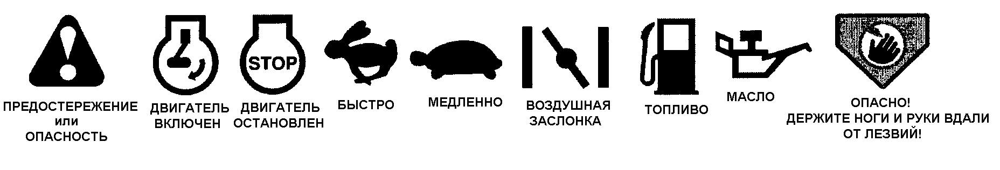 ПРЕДОСТЕРЕЖЕНИЕ
или
ОПАСНОСТЬ
ДВИГАТЕЛЬ
ВКЛЮЧЕН
STOP
ДВИГАТЕЛЬ
ОСТАНОВЛЕН
БЫСТРО
МЕДЛЕННО
ВОЗДУШНАЯ
ЗАСЛОНКА
ТОПЛИВО
МАСЛО
ОПАСНО!
ДЕРЖИТЕ НОГИ И РУКИ ВДАЛИ
ОТ ЛЕЗВИЙ!